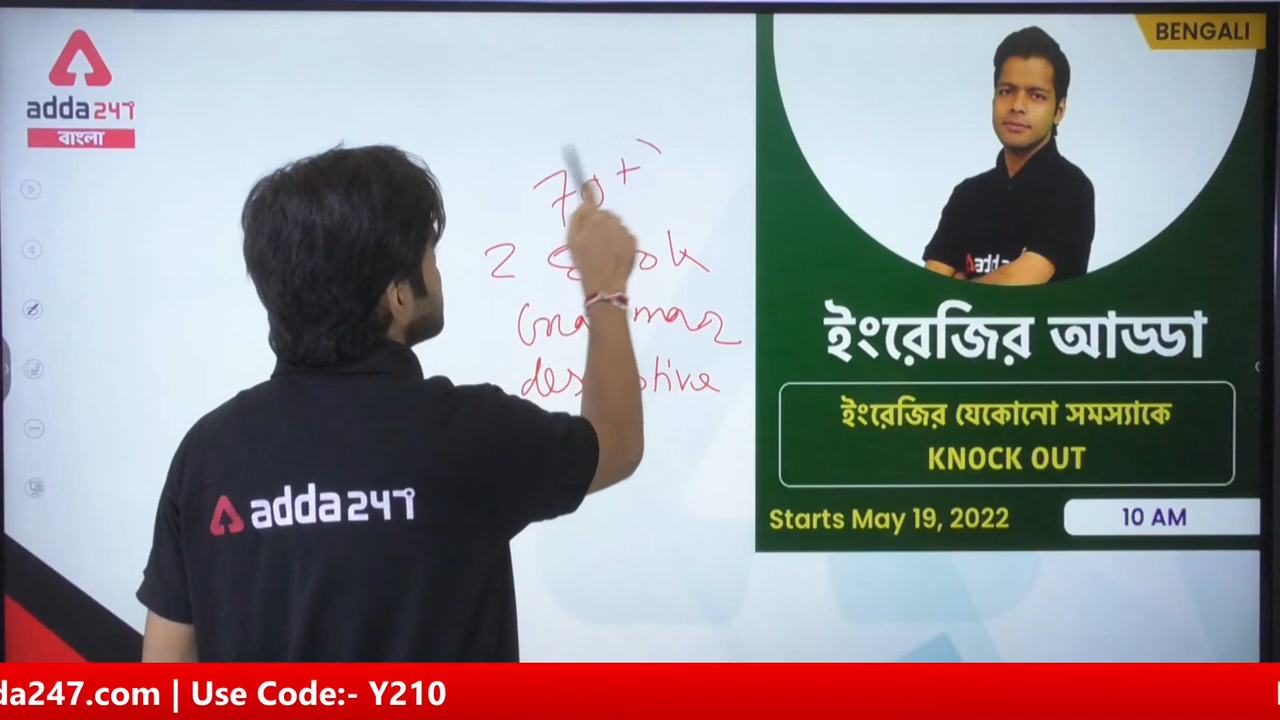 adda247
বাংলা
70+
2
adda247
BENGALI
adda
ইংরেজির আড্ডা
ইংরেজির যেকোনো সমস্যাকে
KNOCK OUT
Starts May 19, 2022
10 AM
da247.com | Use Code:- Y210